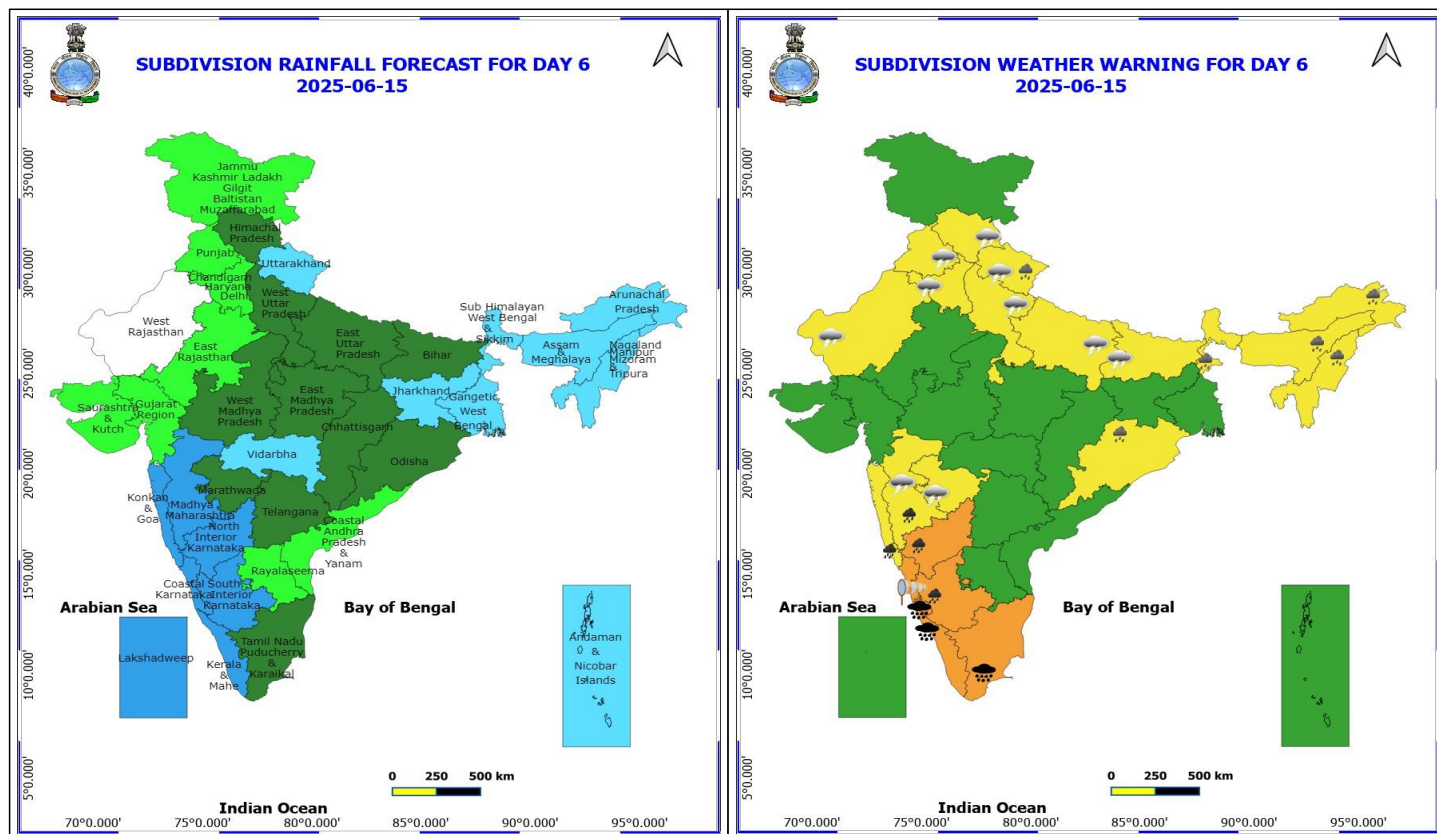 SUBDIVISION RAINFALL FORECAST FOR DAY 6
2025-06-15
40°0.000'
35°0.000'
30°0.000'
25°0.000'
20°0.000'
15°0.000'
10°0.000'
5°0.000'
Jammu
Kashmir Ladakh
Gilgit
Baltistan
Muzaffarabad
Himachal
Pradesh
Punjab
Uttarakhand
Chandigarh
Haryana
Delhi
West
Uttar
Pradesh
West
Rajasthan
East
Rajasthan
East
Uttar
Pradesh
Bihar
Sub Himalayan
West Bengal
&
Sikkim
Arunachal
Pradesh
Assam
&
Meghalaya
Nagaland
Manipur
Mizoram
&
Tripura
Saurashtra
&
Kutch
Gujarat
Region
West
Madhya
Pradesh
East
Madhya
Pradesh
Jharkhand
Gangetic
West
Bengal
Chhattisgarh
Vidarbha
Odisha
Konkan
&
Goa
Madhya
Maharashtra
Marathwada
Telangana
North
Interior
Karnataka
Coastal
Andhra
Pradesh
&
Yanam
Rayalaseema
Coastal
Karnataka
South
Interior
Karnataka
Arabian Sea
Bay of Bengal
Lakshadweep
Kerala
&
Mahe
Tamil Nadu
Puducherry
&
Karaikal
Andaman
&
Nicobar
Islands
0 250 500 km
Indian Ocean
70°0.000' 75°0.000' 80°0.000' 85°0.000' 90°0.000' 95°0.000'
SUBDIVISION WEATHER WARNING FOR DAY 6
2025-06-15
40°0.000'
35°0.000'
30°0.000'
25°0.000'
20°0.000'
15°0.000'
10°0.000'
5°0.000'
Arabian Sea
Bay of Bengal
0 250 500 km
Indian Ocean
70°0.000' 75°0.000' 80°0.000' 85°0.000' 90°0.000' 95°0.000'